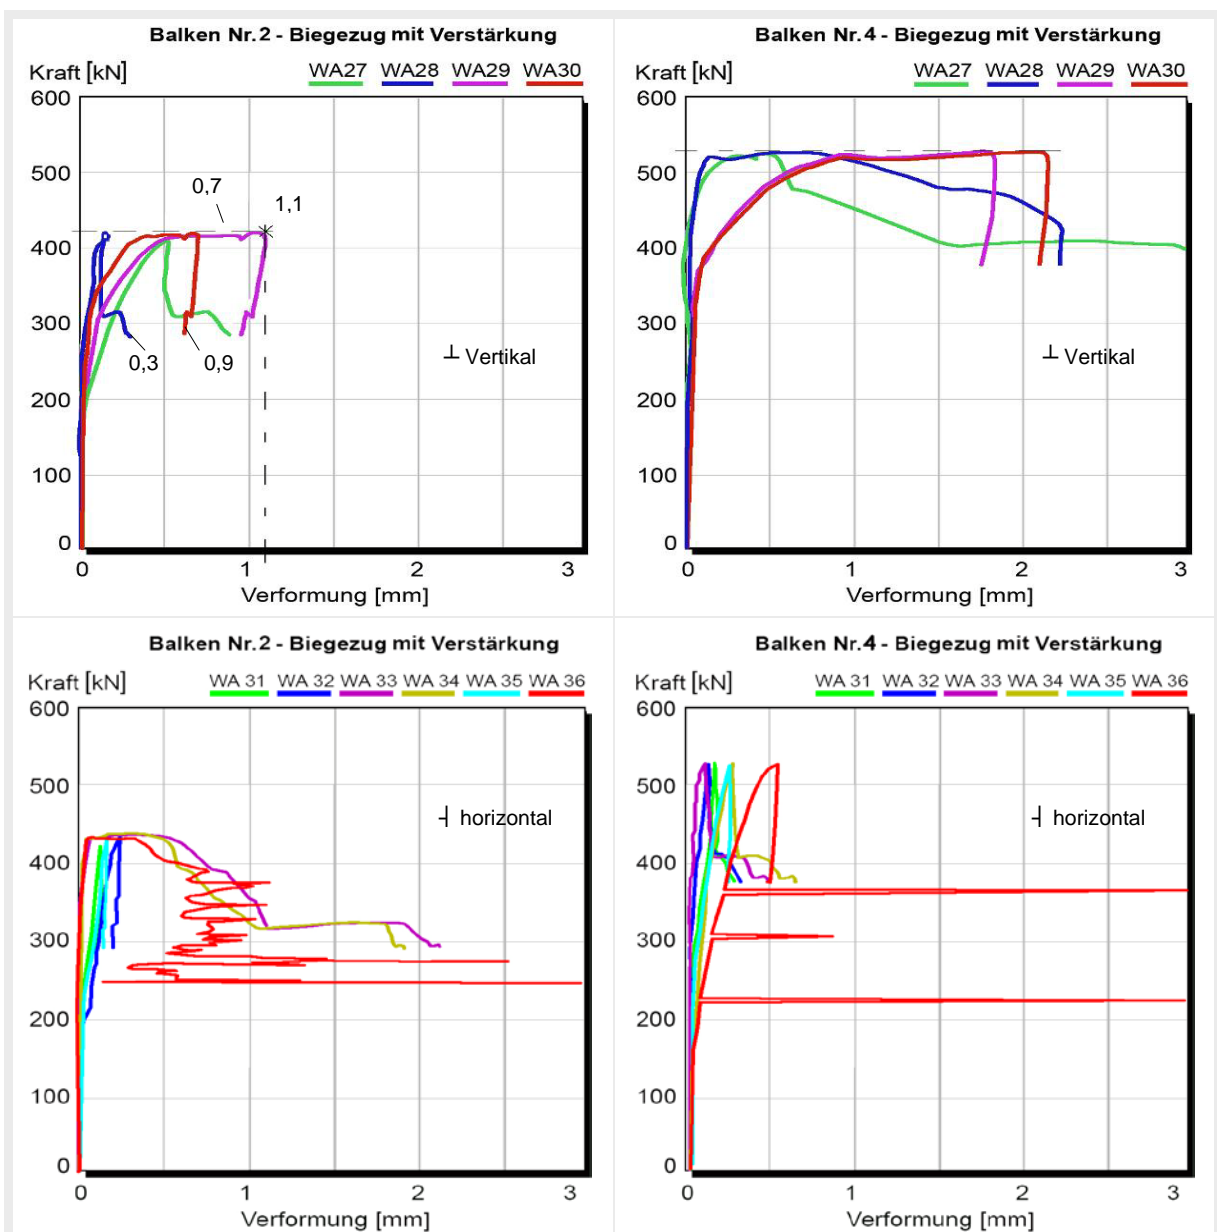 Balken Nr.2 - Biegezug mit Verstärkung
Kraft [kN]
WA27 WA28 WA29 WA30
600
500
400
300
200
100
0
0,7
1,1
0,3
0,9
⊥ Vertikal
0 1 2 3
Verformung [mm]
Balken Nr.4 - Biegezug mit Verstärkung
Kraft [kN]
WA27 WA28 WA29 WA30
600
500
400
300
200
100
0
⊥ Vertikal
0 1 2 3
Verformung [mm]
Balken Nr.2 - Biegezug mit Verstärkung
Kraft [kN]
WA 31 WA 32 WA 33 WA 34 WA 35 WA 36
600
500
400
300
200
100
0
⊣ horizontal
0 1 2 3
Verformung [mm]
Balken Nr.4 - Biegezug mit Verstärkung
Kraft [kN]
WA 31 WA 32 WA 33 WA 34 WA 35 WA 36
600
500
400
300
200
100
0
⊣ horizontal
0 1 2 3
Verformung [mm]